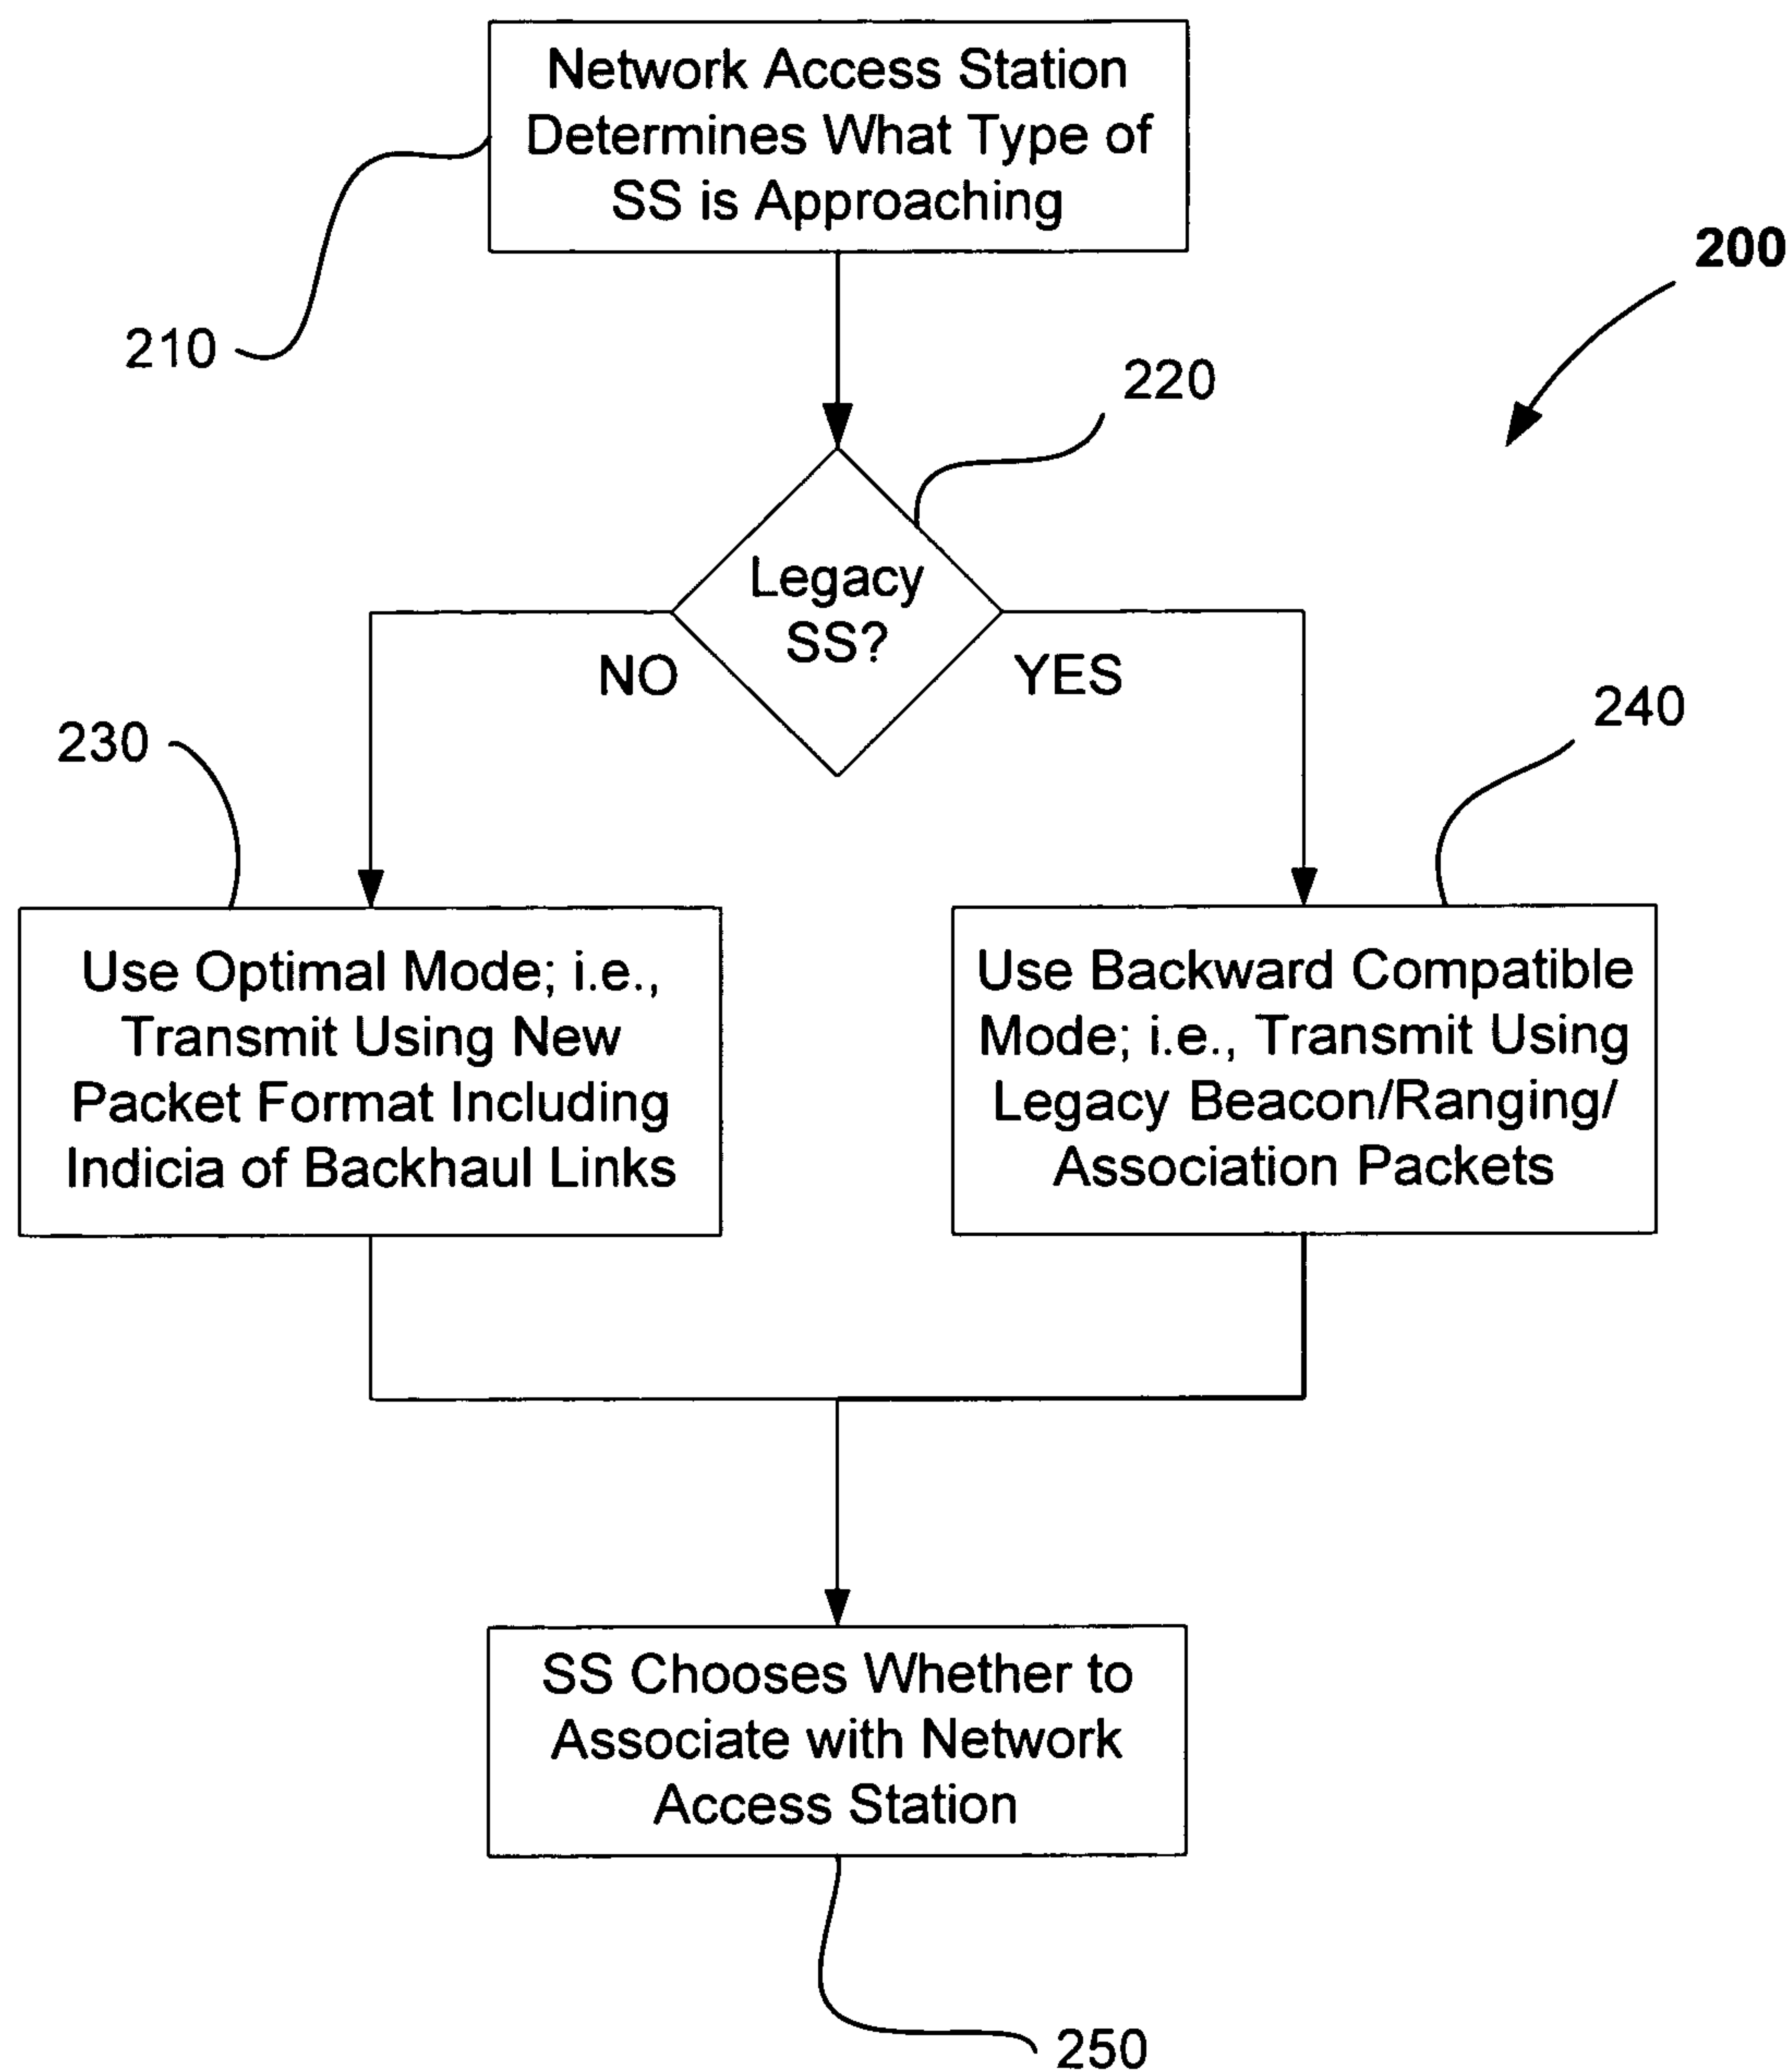 Network Access Station
Determines What Type of
SS is Approaching
200
210
220
Legacy
SS?
NO
YES
230
240
Use Optimal Mode; i.e.,
Transmit Using New
Packet Format Including
Indicia of Backhaul Links
Use Backward Compatible
Mode; i.e., Transmit Using
Legacy Beacon/Ranging/
Association Packets
SS Chooses Whether to
Associate with Network
Access Station
250